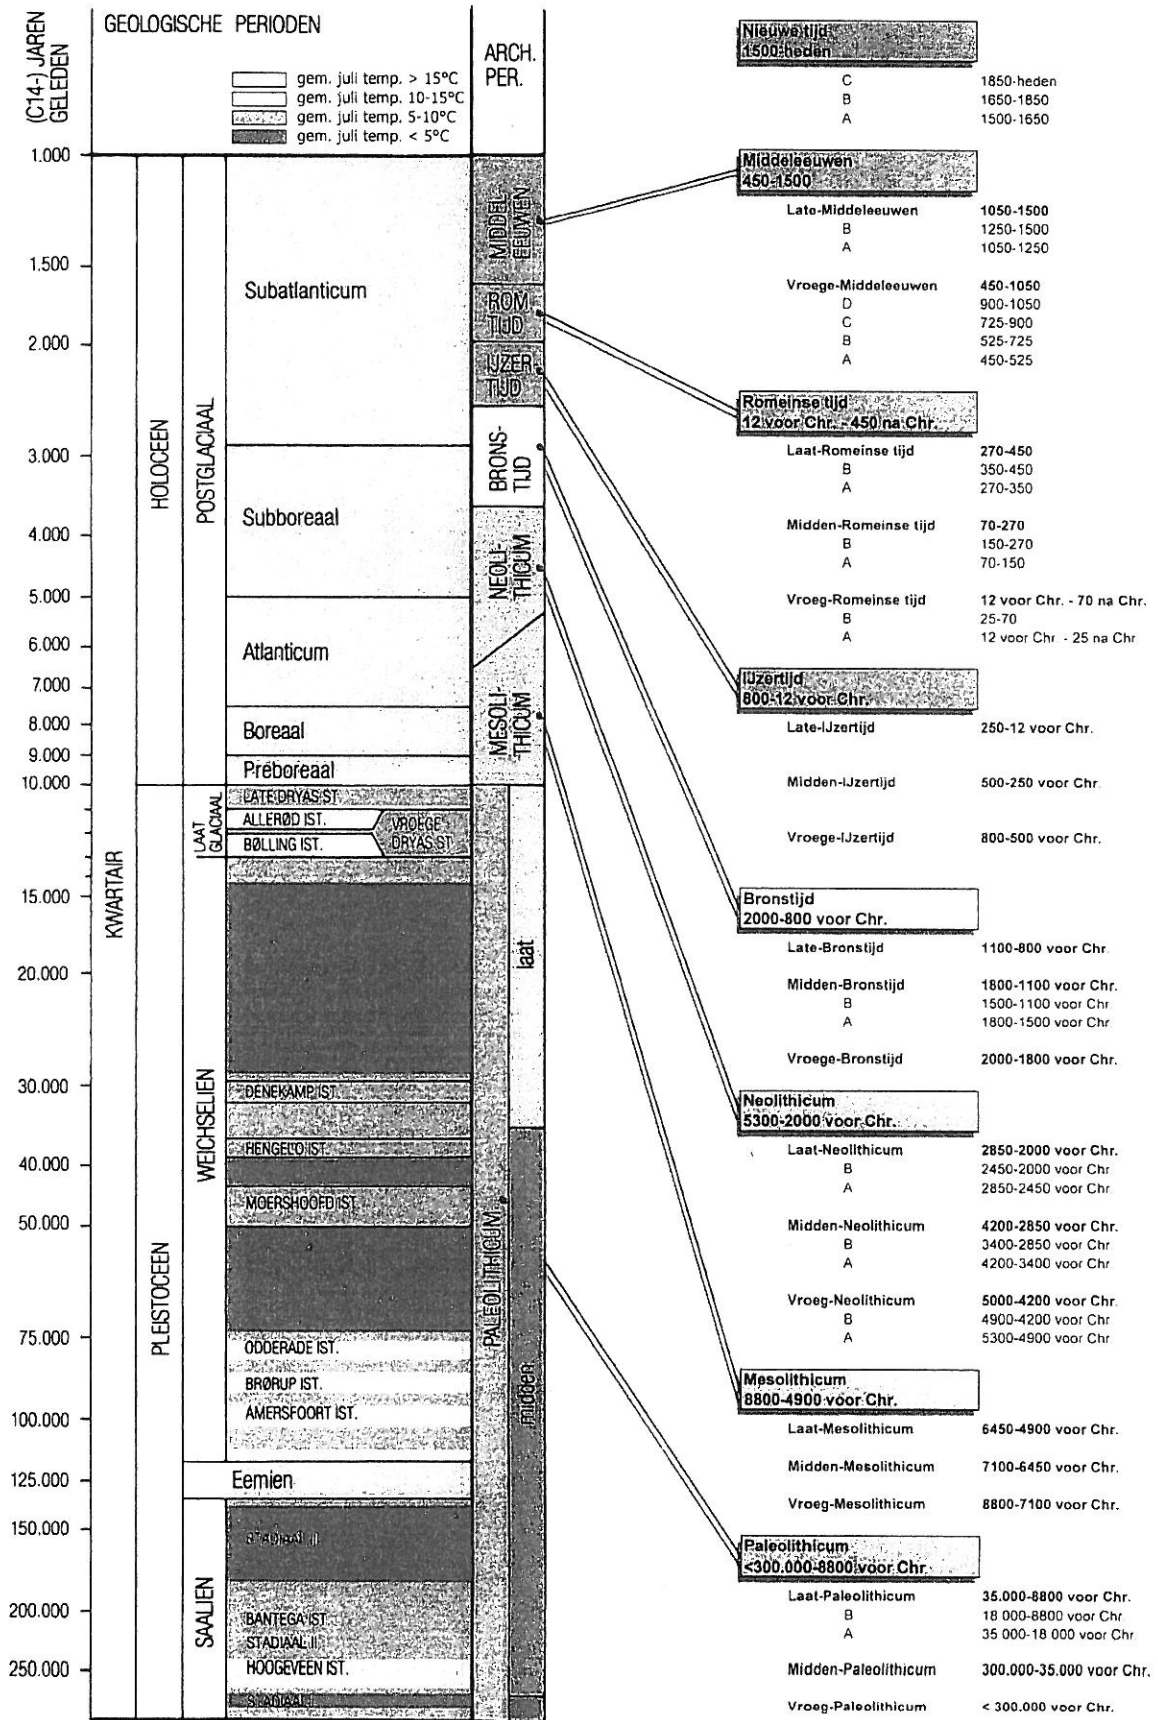 (C14-) JAREN
GELEDEN
GEOLOGISCHE PERIODEN
gem. juli temp. > 15°C
gem. juli temp. 10-15°C
gem. juli temp. 5-10°C
gem. juli temp. < 5°C
ARCH.
PER.
1.000
1.500
2.000
3.000
4.000
5.000
6.000
7.000
8.000
9.000
10.000
15.000
20.000
30.000
40.000
50.000
75.000
100.000
125.000
150.000
200.000
250.000
KWARTAIR
HOLOCEEN
PLEISTOCEEN
POSTGLACIAAL
LAAT
GLACIAAL
WEICHSELIEN
SAALIEN
Subatlanticum
Subboreaal
Atlanticum
Boreaal
Preboreaal
LATE DRYAS ST.
ALLERØD IST.
BØLLING IST.
VROEGE
DRYAS ST.
DENEKAMP IST.
HENGELO IST.
MOERSHOOFD IST.
ODDERADE IST.
BRØRUP IST.
AMERSFOORT IST.
Eemien
STADIAAL III
BANTEGA IST.
STADIAAL II
HOOGEVEEN IST.
STADIAAL I
MIDDEL-
EEUWEN
ROM.
TIJD
IJZER-
TIJD
BRONS-
TIJD
NEOLI-
THICUM
MESOLI-
THICUM
PALEOLITHICUM
laat
midden
Nieuwe tijd
1500-heden
C 1850-heden
B 1650-1850
A 1500-1650
Middeleeuwen
450-1500
Late-Middeleeuwen 1050-1500
B 1250-1500
A 1050-1250
Vroege-Middeleeuwen 450-1050
D 900-1050
C 725-900
B 525-725
A 450-525
Romeinse tijd
12 voor Chr. - 450 na Chr.
Laat-Romeinse tijd 270-450
B 350-450
A 270-350
Midden-Romeinse tijd 70-270
B 150-270
A 70-150
Vroeg-Romeinse tijd 12 voor Chr. - 70 na Chr.
B 25-70
A 12 voor Chr. - 25 na Chr
IJzertijd
800-12 voor Chr.
Late-IJzertijd 250-12 voor Chr.
Midden-IJzertijd 500-250 voor Chr.
Vroege-IJzertijd 800-500 voor Chr.
Bronstijd
2000-800 voor Chr.
Late-Bronstijd 1100-800 voor Chr.
Midden-Bronstijd 1800-1100 voor Chr.
B 1500-1100 voor Chr
A 1800-1500 voor Chr
Vroege-Bronstijd 2000-1800 voor Chr.
Neolithicum
5300-2000 voor Chr.
Laat-Neolithicum 2850-2000 voor Chr.
B 2450-2000 voor Chr
A 2850-2450 voor Chr
Midden-Neolithicum 4200-2850 voor Chr.
B 3400-2850 voor Chr
A 4200-3400 voor Chr
Vroeg-Neolithicum 5000-4200 voor Chr.
B 4900-4200 voor Chr
A 5300-4900 voor Chr
Mesolithicum
8800-4900 voor Chr.
Laat-Mesolithicum 6450-4900 voor Chr.
Midden-Mesolithicum 7100-6450 voor Chr.
Vroeg-Mesolithicum 8800-7100 voor Chr.
Paleolithicum
<300.000-8800 voor Chr.
Laat-Paleolithicum 35.000-8800 voor Chr.
B 18 000-8800 voor Chr
A 35 000-18 000 voor Chr
Midden-Paleolithicum 300.000-35.000 voor Chr.
Vroeg-Paleolithicum < 300.000 voor Chr.